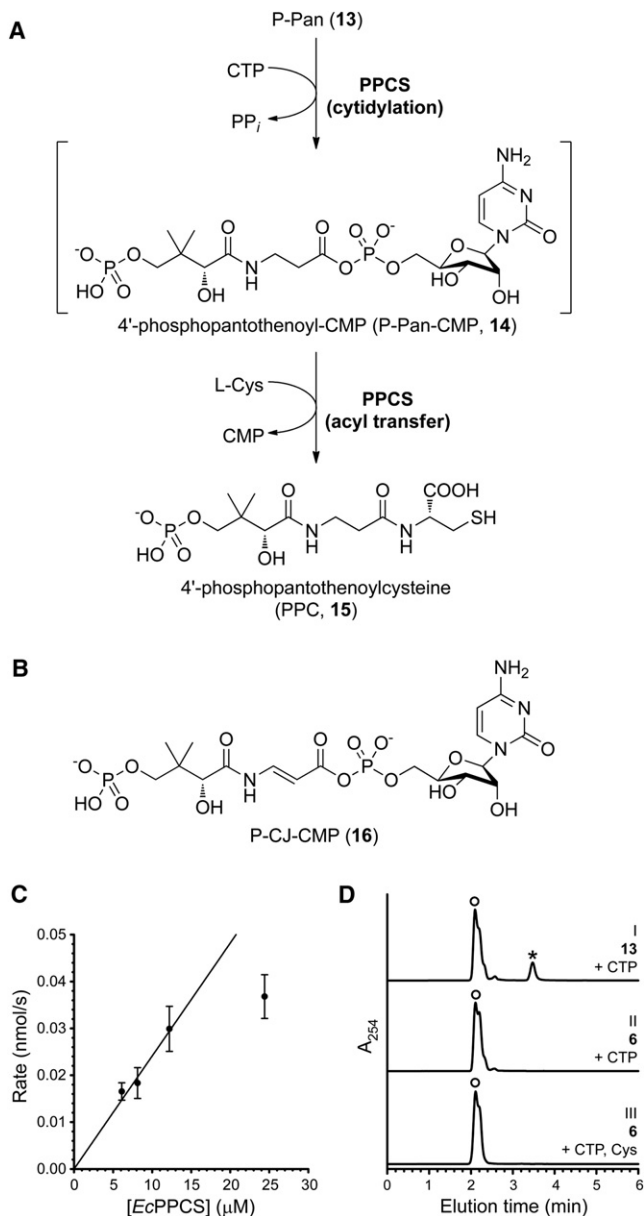 A
P-Pan (13)
CTP
PPi
PPCS
(cytidylation)
NH2
N
N
O
O
O
O
O-
P
O
O
-O
P
O
HO
O
OH
N
H
HO
OH
4'-phosphopantothenoyl-CMP (P-Pan-CMP, 14)
L-Cys
CMP
PPCS
(acyl transfer)
-O
P
O
HO
O
OH
O
N
H
O
N
H
COOH
SH
4'-phosphopantothenoylcysteine
(PPC, 15)
B
NH2
N
N
O
O
O
O
O-
P
O
O
-O
P
O
HO
O
OH
N
H
HO
OH
P-CJ-CMP (16)
C
Rate (nmol/s)
0.05
0.04
0.03
0.02
0.01
0.00
0 5 10 15 20 25 30
[EcPPCS] (μM)
D
A254
*
I
13
+ CTP
II
6
+ CTP
III
6
+ CTP, Cys
0 1 2 3 4 5 6
Elution time (min)